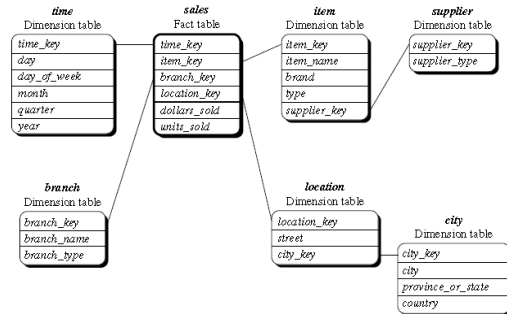 time
Dimension table
time_key
day
day_of_week
month
quarter
year
sales
Fact table
time_key
item_key
branch_key
location_key
dollars_sold
units_sold
item
Dimension table
item_key
item_name
brand
type
supplier_key
supplier
Dimension table
supplier_key
supplier_type
branch
Dimension table
branch_key
branch_name
branch_type
location
Dimension table
location_key
street
city_key
city
Dimension table
city_key
city
province_or_state
country